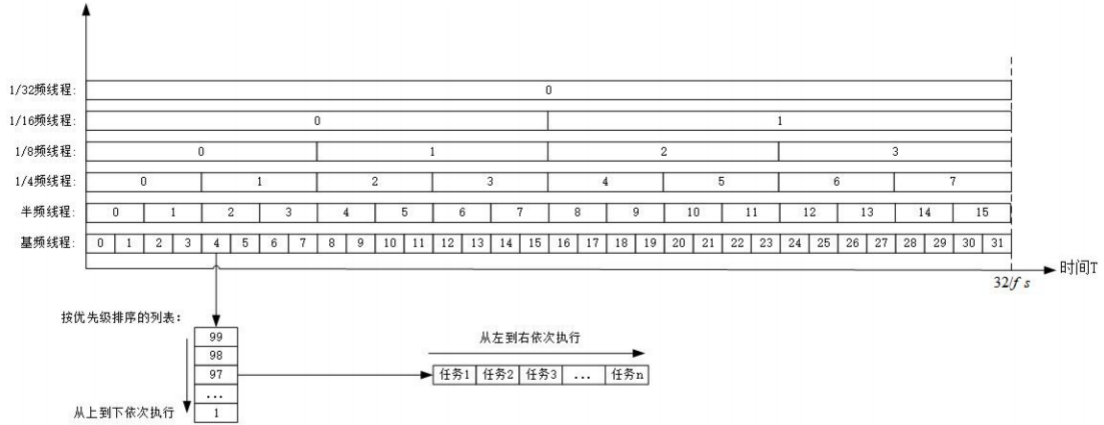 1/32频线程: 0
1/16频线程: 0 1
1/8频线程: 0 1 2 3
1/4频线程: 0 1 2 3 4 5 6 7
半频线程: 0 1 2 3 4 5 6 7 8 9 10 11 12 13 14 15
基频线程: 0 1 2 3 4 5 6 7 8 9 10 11 12 13 14 15 16 17 18 19 20 21 22 23 24 25 26 27 28 29 30 31
时间T
32/f s
按优先级排序的列表:
99
98
97
...
1
从上到下依次执行
从左到右依次执行
任务1 任务2 任务3 ... 任务n